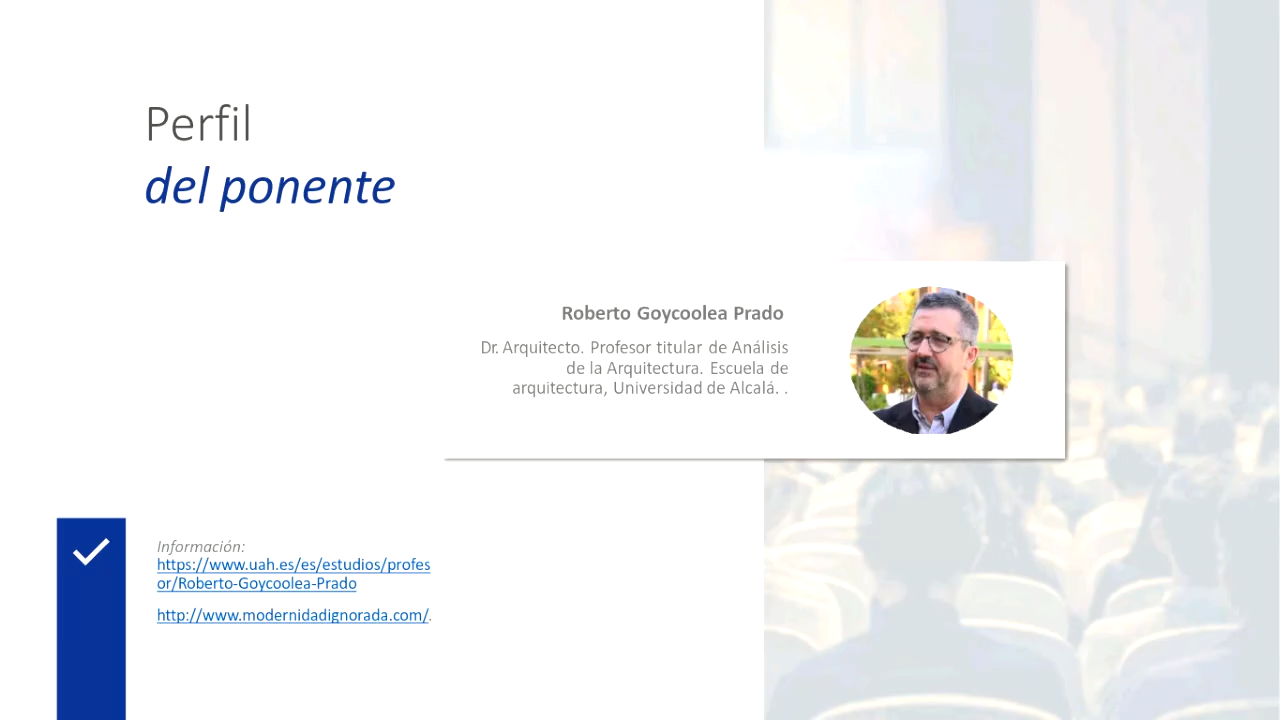 Perfil
del ponente
Roberto Goycoolea Prado
Dr. Arquitecto. Profesor titular de Análisis
de la Arquitectura. Escuela de
arquitectura, Universidad de Alcalá. .
Información:
https://www.uah.es/es/estudios/profes
or/Roberto-Goycoolea-Prado
http://www.modernidadignorada.com/.